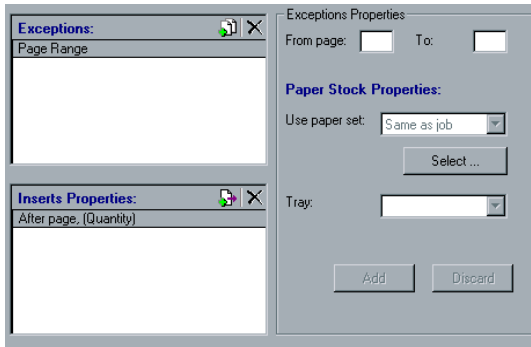 Exceptions:
Page Range
Inserts Properties:
After page, (Quantity)
Exceptions Properties
From page: To:
Paper Stock Properties:
Use paper set: Same as job
Select ...
Tray:
Add Discard